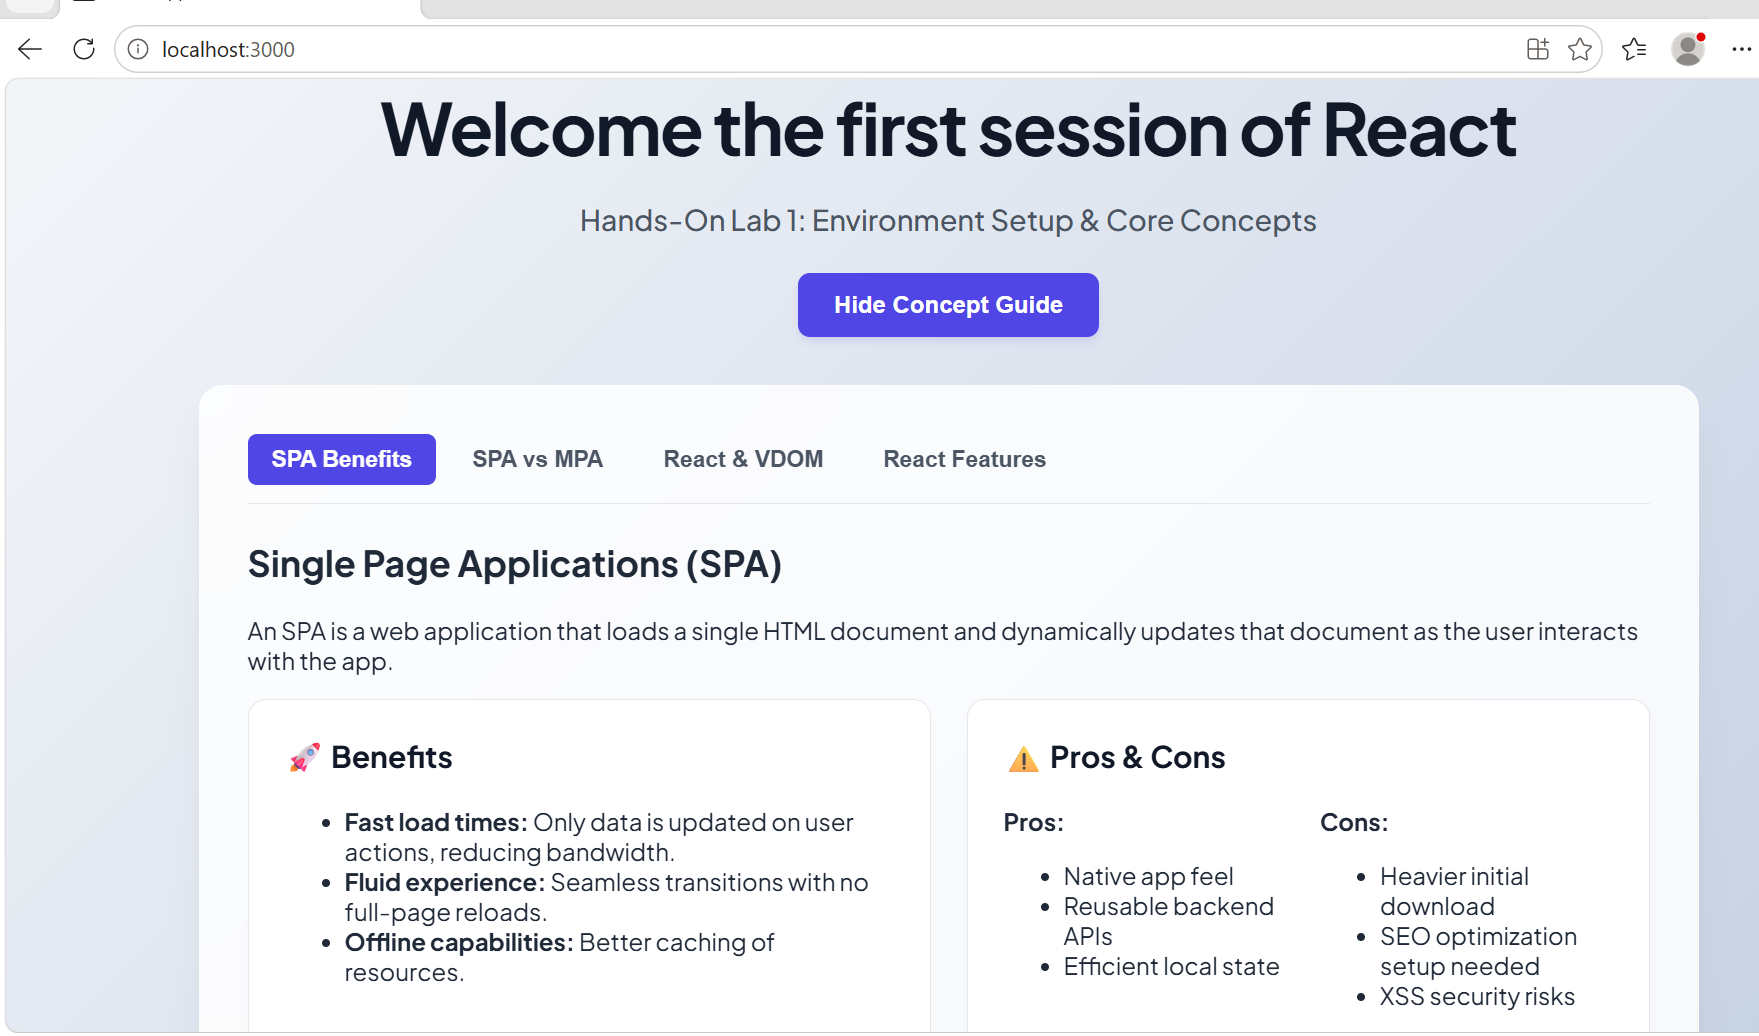 localhost:3000
Welcome the first session of React
Hands-On Lab 1: Environment Setup & Core Concepts
Hide Concept Guide
SPA Benefits
SPA vs MPA
React & VDOM
React Features
Single Page Applications (SPA)
An SPA is a web application that loads a single HTML document and dynamically updates that document as the user interacts
with the app.
🚀 Benefits
• Fast load times: Only data is updated on user
actions, reducing bandwidth.
• Fluid experience: Seamless transitions with no
full-page reloads.
• Offline capabilities: Better caching of
resources.
⚠️ Pros & Cons
Pros:
• Native app feel
• Reusable backend
APIs
• Efficient local state
Cons:
• Heavier initial
download
• SEO optimization
setup needed
• XSS security risks